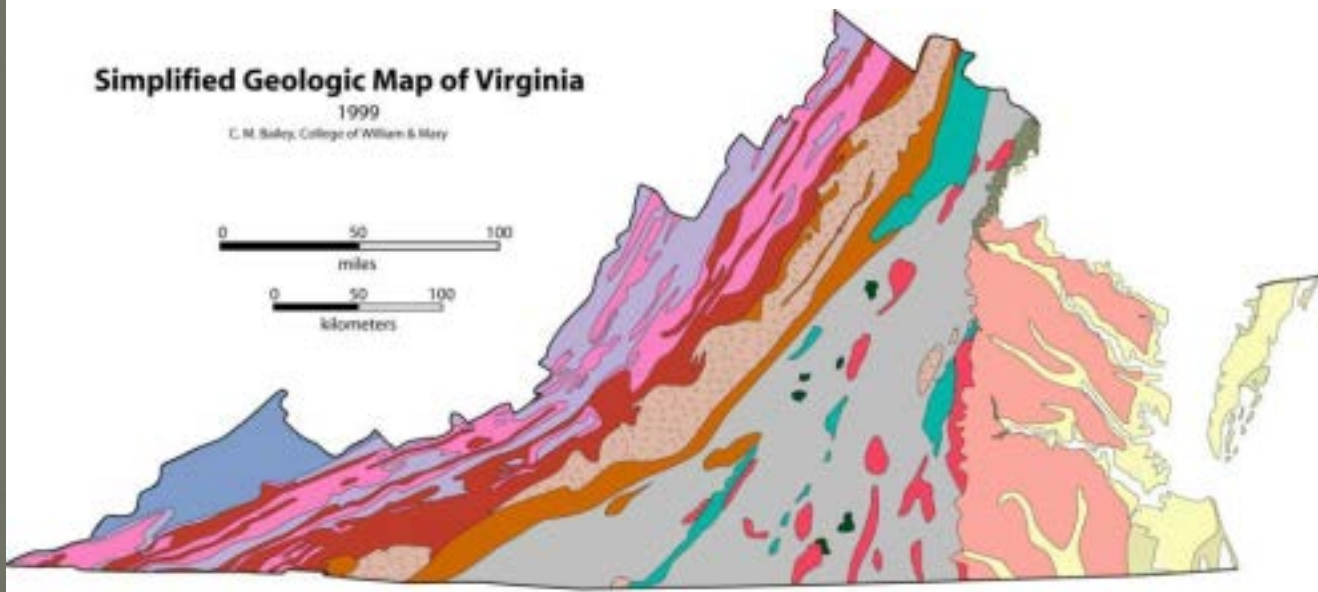 Simplified Geologic Map of Virginia
1999
C. M. Bailey, College of William & Mary
0 50 100
miles
0 50 100
kilometers